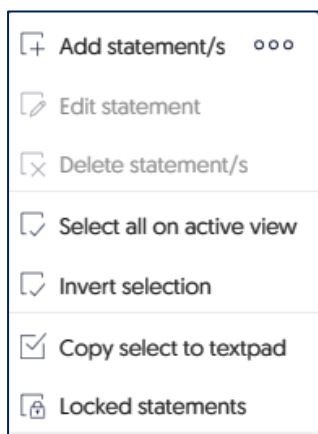 Add statement/s
Edit statement
Delete statement/s
Select all on active view
Invert selection
Copy select to textpad
Locked statements